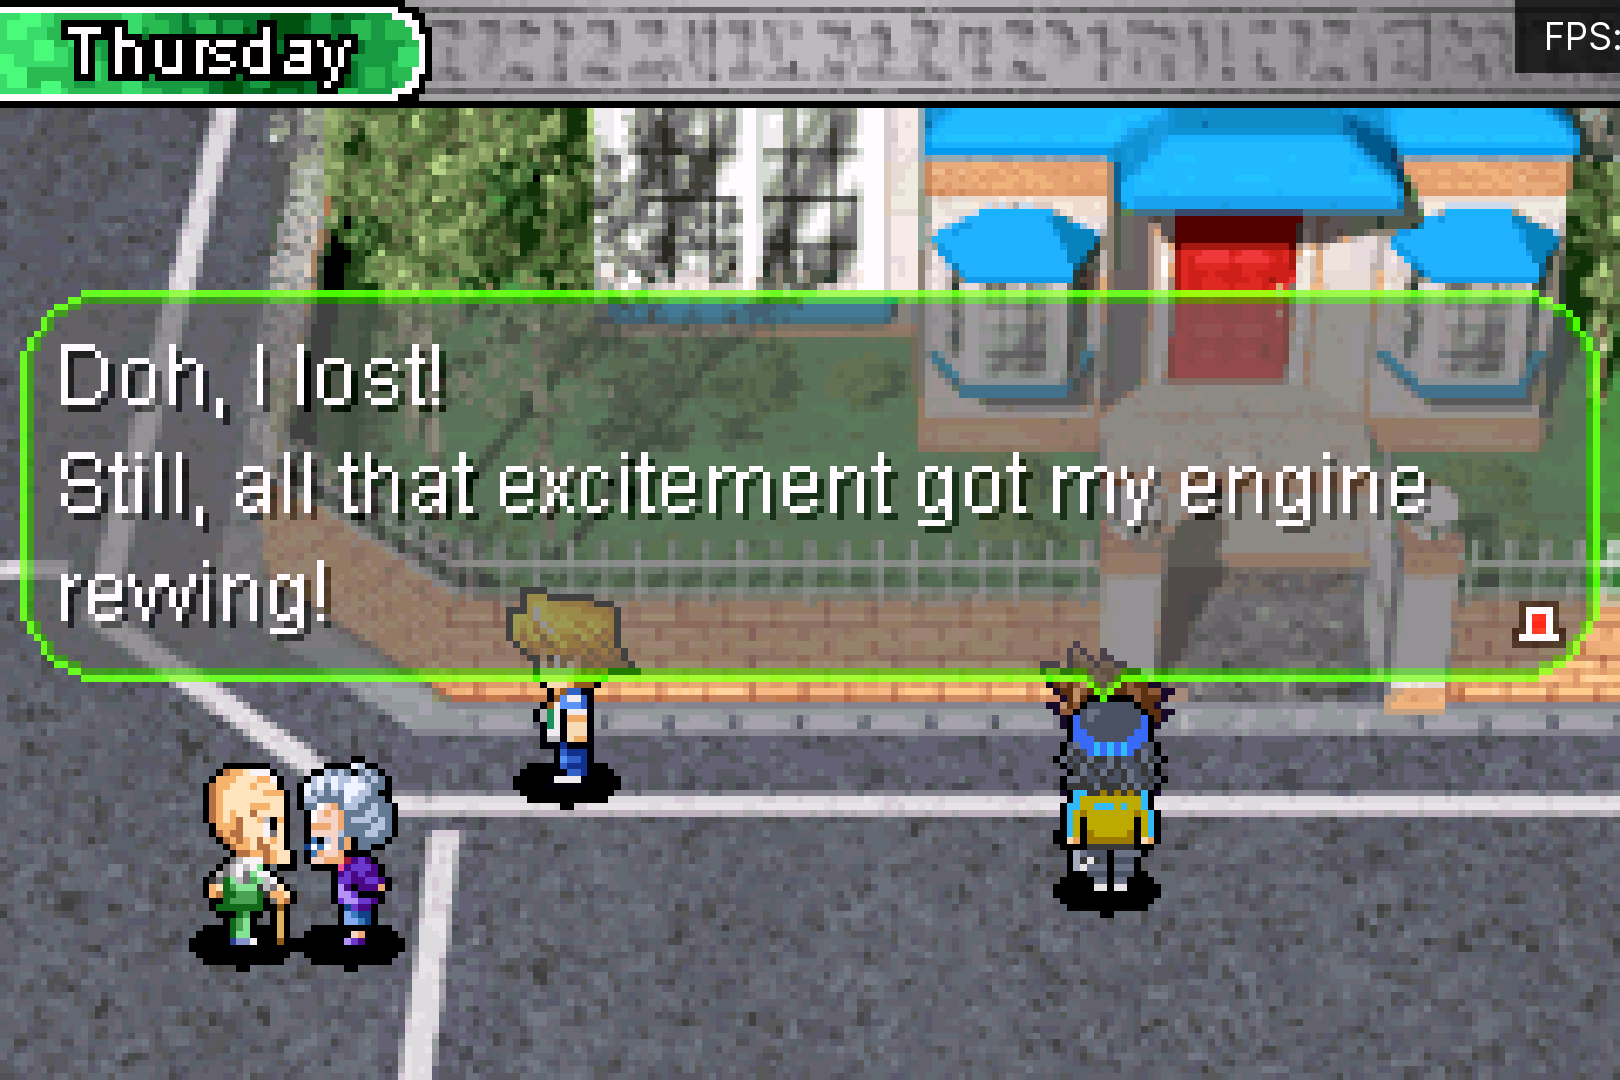 Thursday
FPS:
Doh, I lost!
Still, all that excitement got my engine
revving!